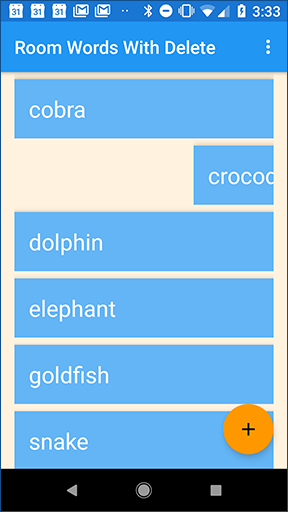 31 31 31 3:33
Room Words With Delete
cobra
crococ
dolphin
elephant
goldfish
snake
+